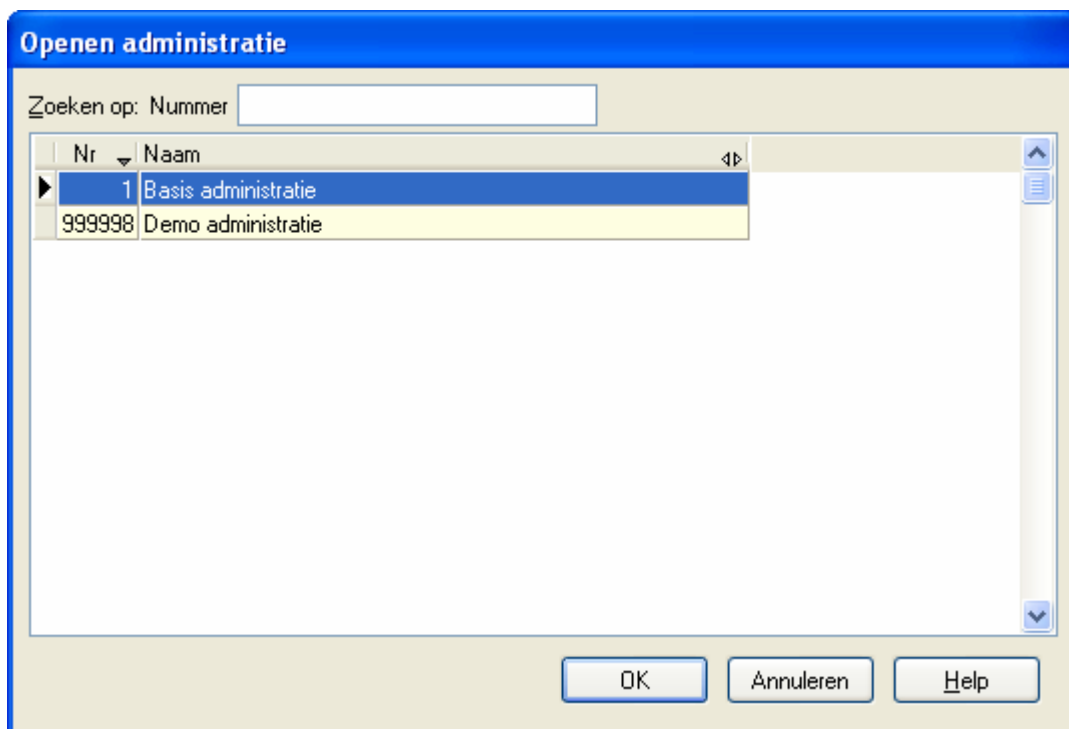 Openen administratie
Zoeken op: Nummer
Nr Naam
1 Basis administratie
999998 Demo administratie
OK Annuleren Help